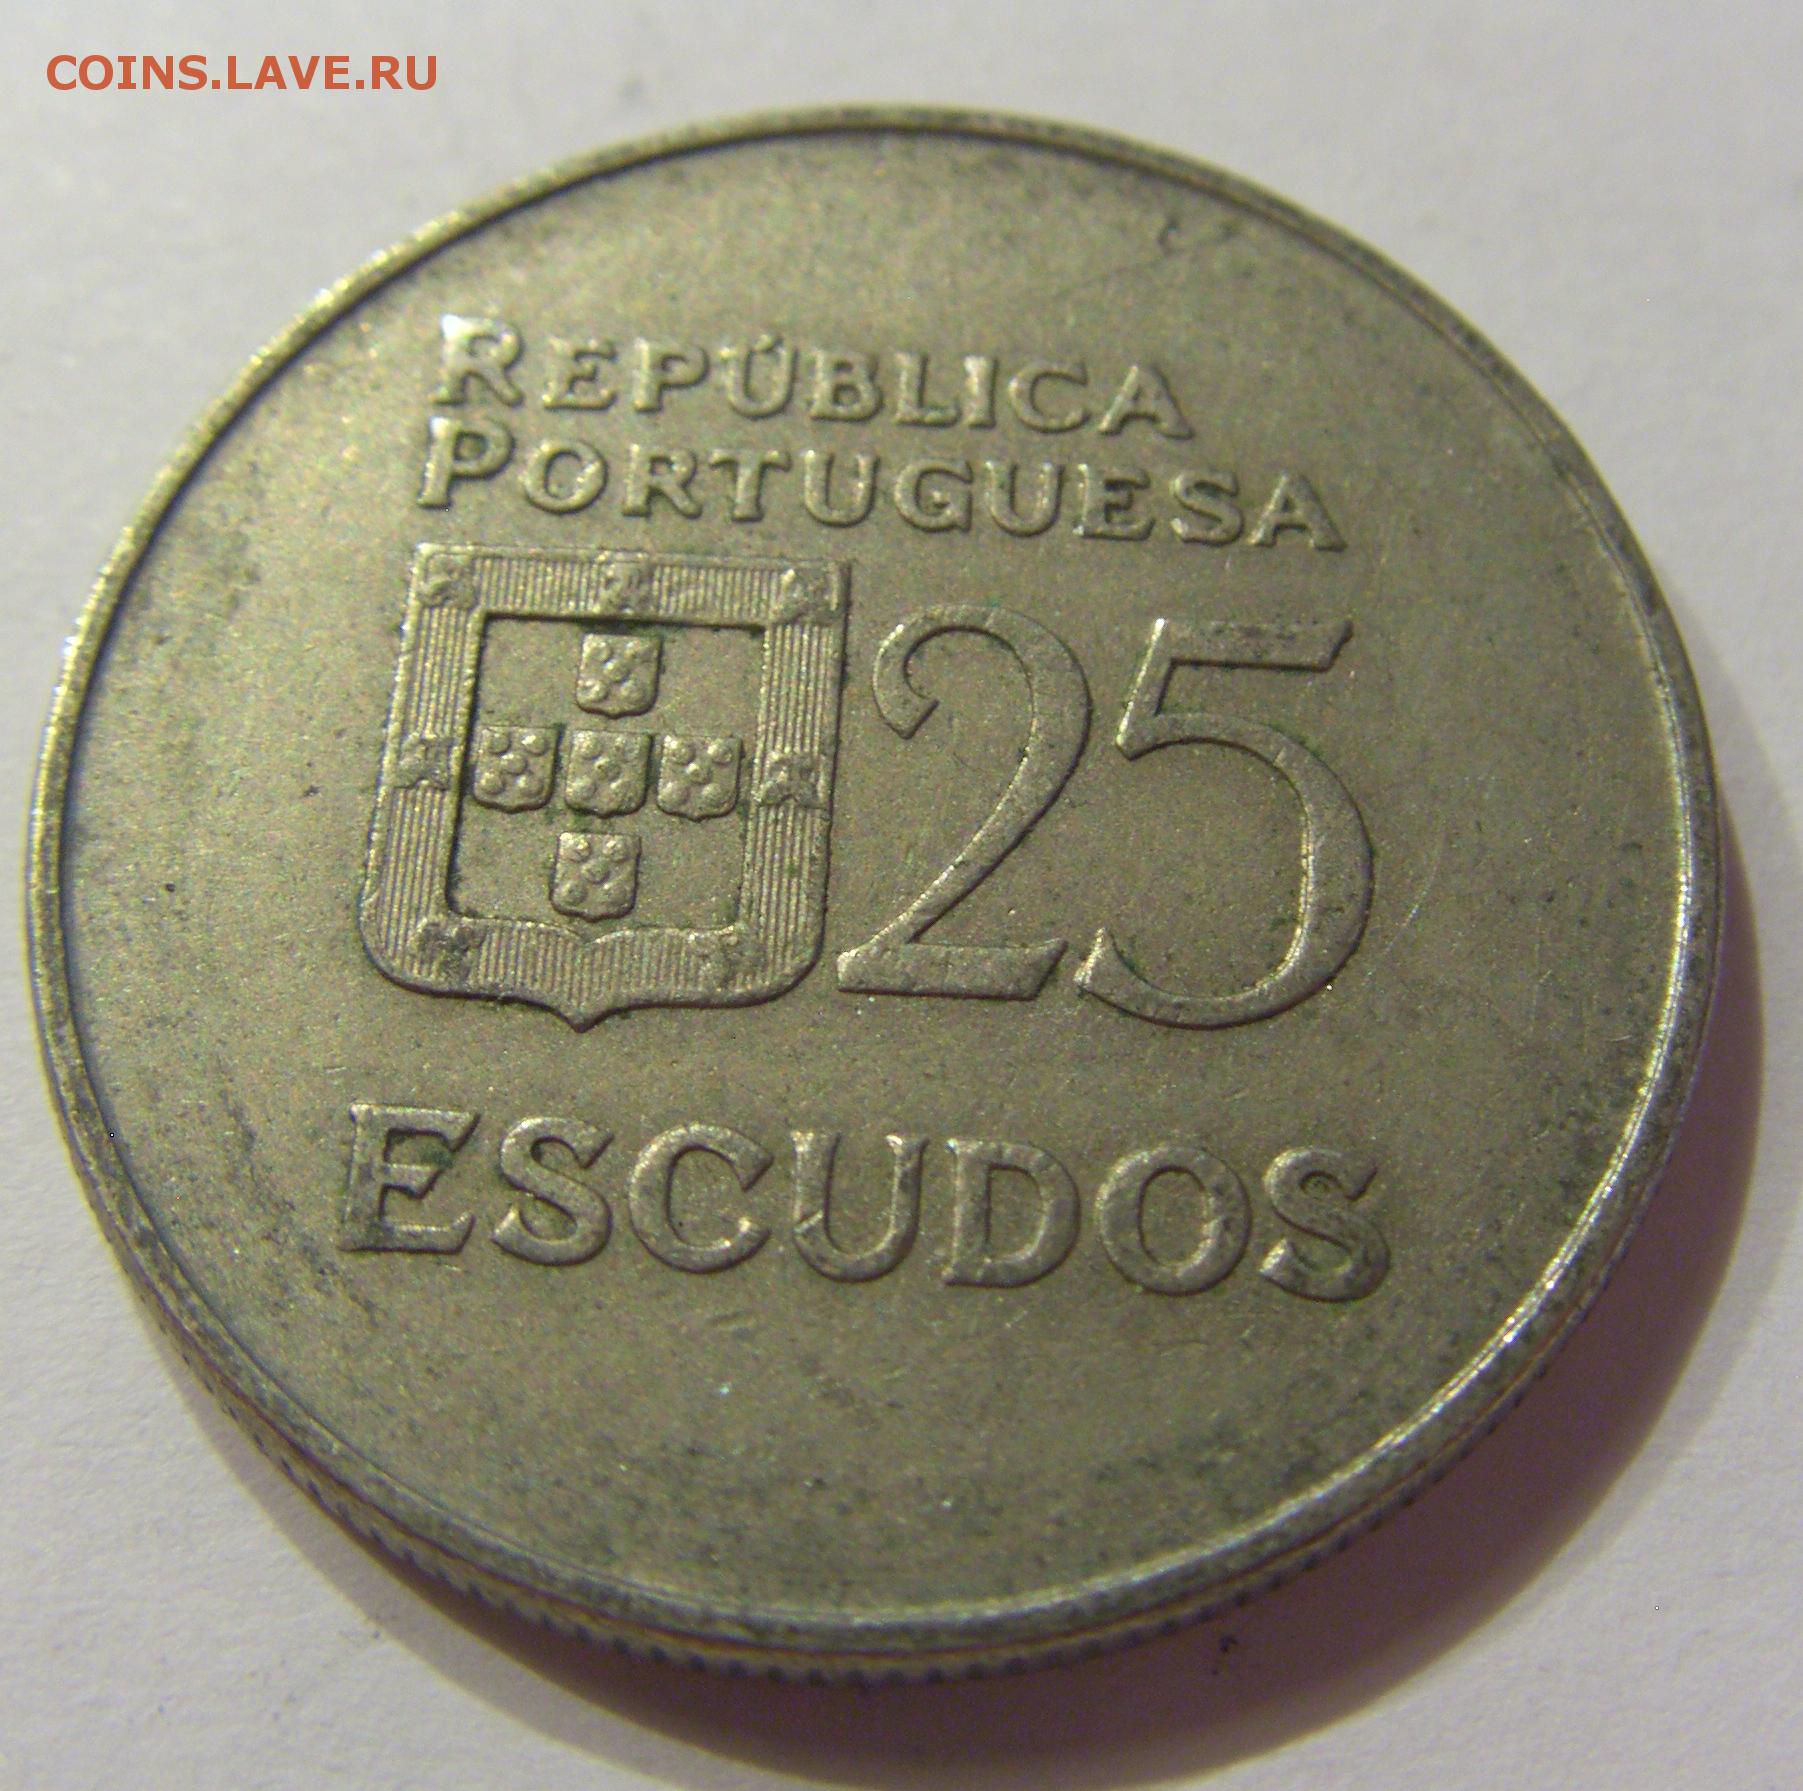 COINS.LAVE.RU
REPÚBLICA
PORTUGUESA
25
ESCUDOS